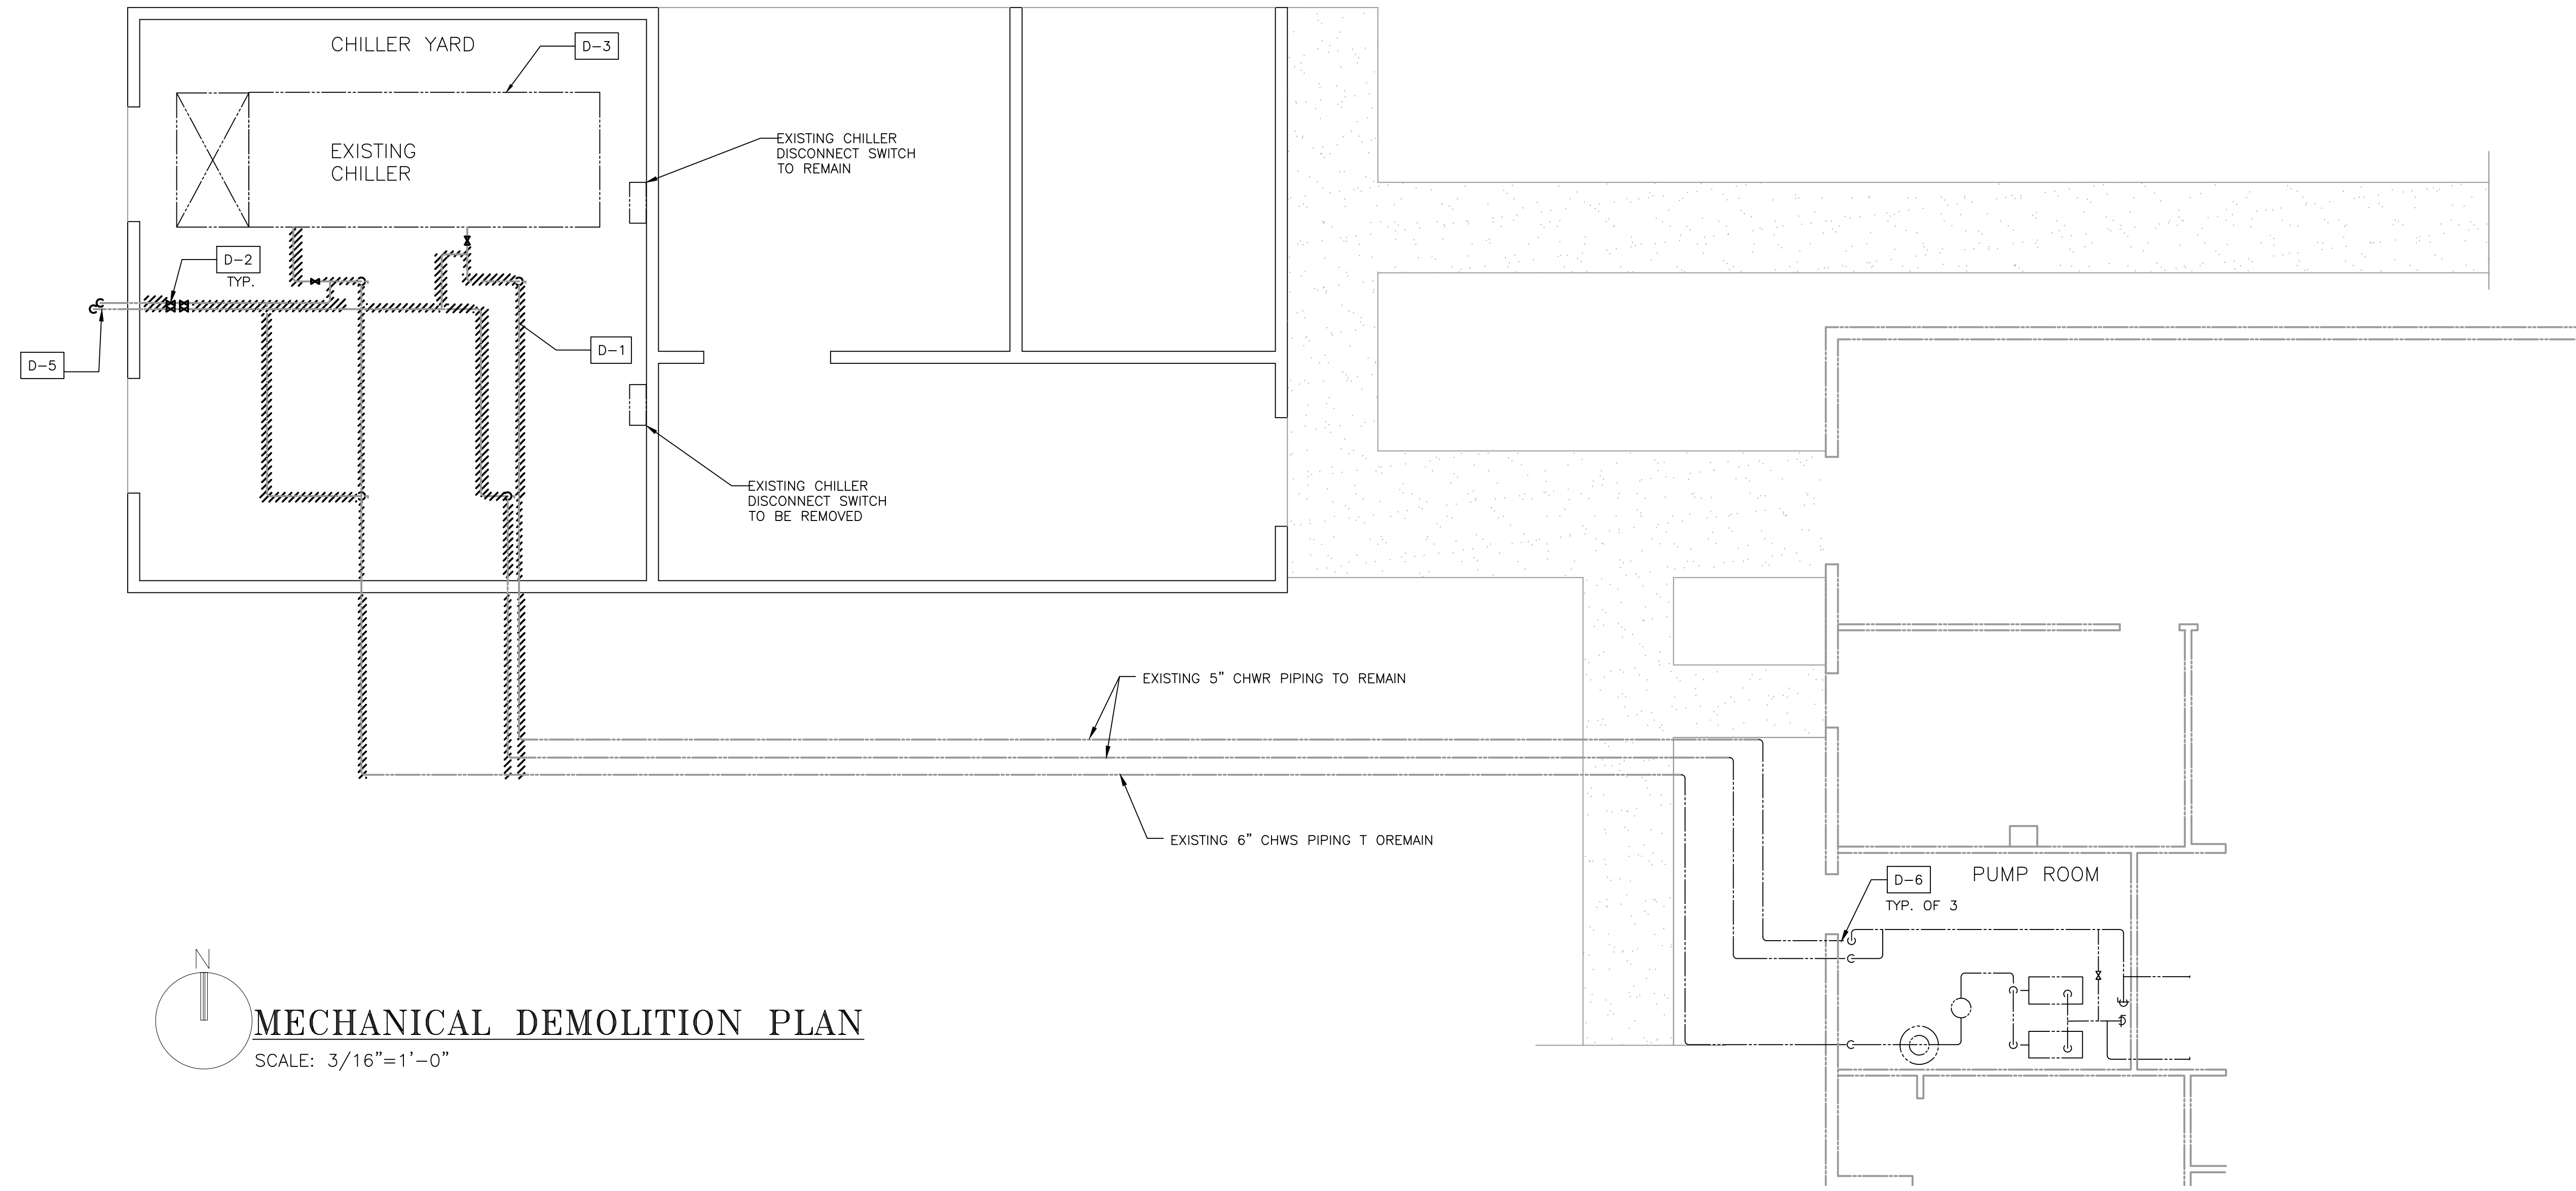 CHILLER YARD
D-3
EXISTING
CHILLER
EXISTING CHILLER
DISCONNECT SWITCH
TO REMAIN
D-2
TYP.
D-1
D-5
EXISTING CHILLER
DISCONNECT SWITCH
TO BE REMOVED
EXISTING 5" CHWR PIPING TO REMAIN
EXISTING 6" CHWS PIPING T OREMAIN
D-6
TYP. OF 3
PUMP ROOM
N
MECHANICAL DEMOLITION PLAN
SCALE: 3/16"=1'-0"